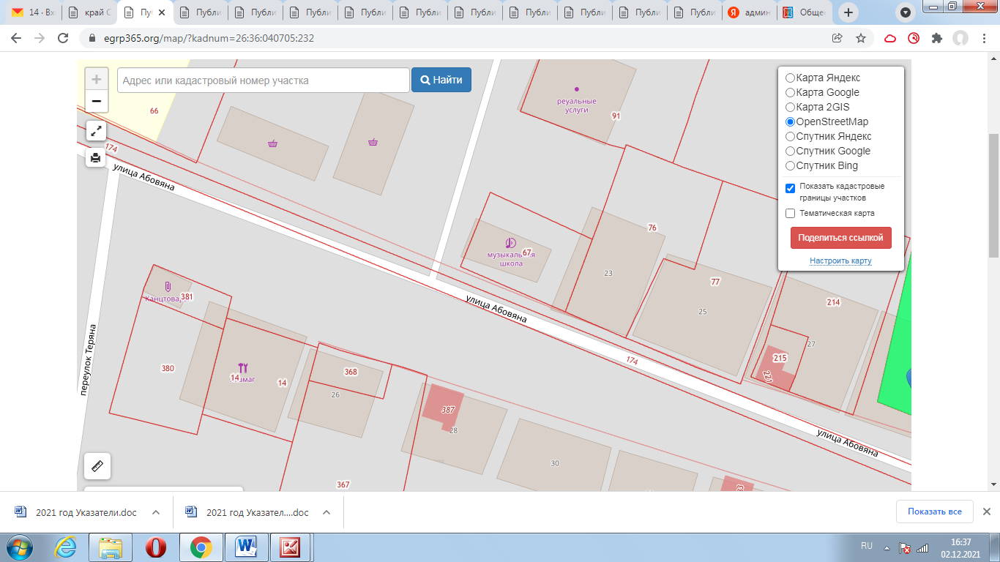 14 · Вх
край С
Пу
Публи
Публи
Публи
Публи
Публи
Публи
Публи
Публи
Публи
Публи
админ
Общес
egrp365.org/map/?kadnum=26:36:040705:232
Адрес или кадастровый номер участка
Найти
Карта Яндекс
Карта Google
Карта 2GIS
OpenStreetMap
Спутник Яндекс
Спутник Google
Спутник Bing
Показать кадастровые
границы участков
Тематическая карта
Поделиться ссылкой
Настроить карту
реуальные
услуги
91
66
174
улица Абовяна
76
67
музыкальная
школа
23
77
25
214
27
215
221
улица Абовяна
174
улица Абовяна
переулок Теряна
381
380
14
14
368
26
387
28
30
367
2021 год Указатели.doc
2021 год Указател....doc
Показать все
RU
16:37
02.12.2021